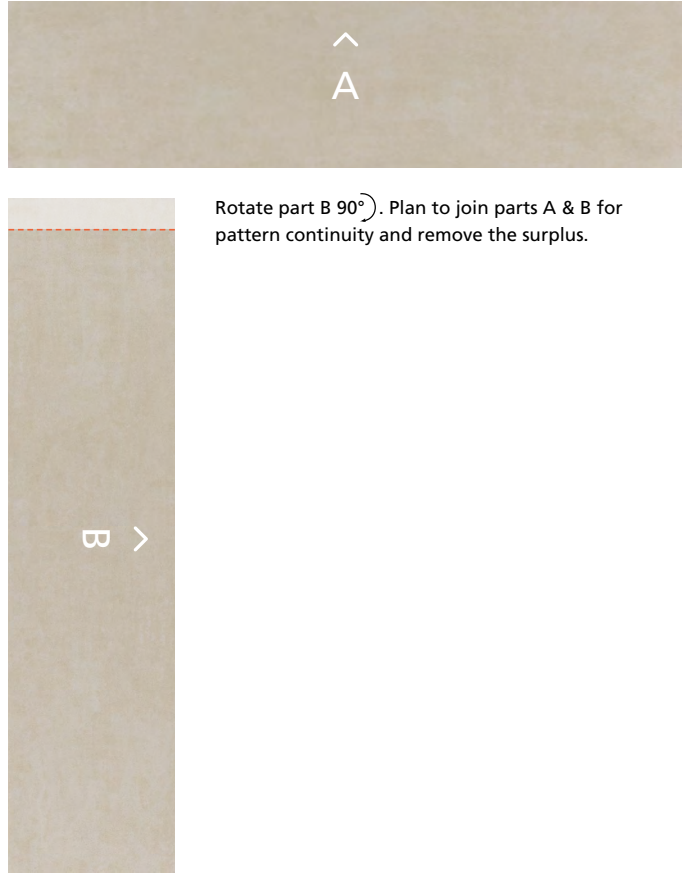 A
Rotate part B 90°. Plan to join parts A & B for
pattern continuity and remove the surplus.
B